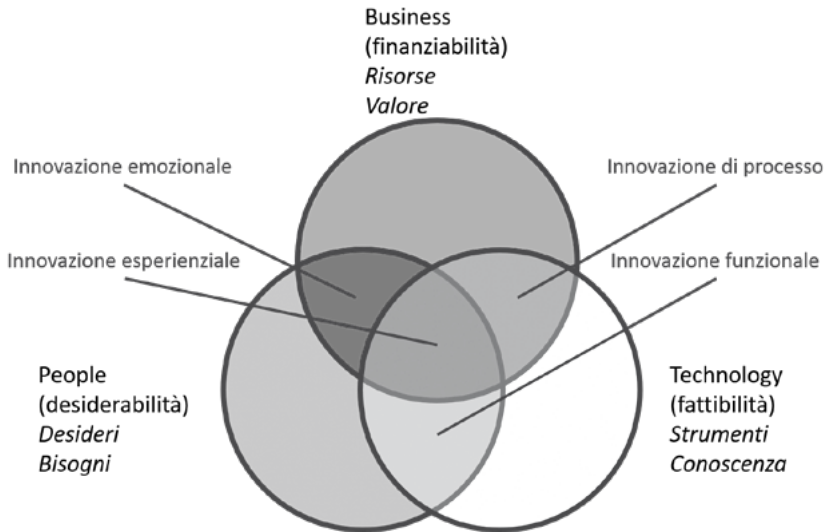 Business
(finanziabilità)
Risorse
Valore
Innovazione emozionale
Innovazione di processo
Innovazione esperienziale
Innovazione funzionale
People
(desiderabilità)
Desideri
Bisogni
Technology
(fattibilità)
Strumenti
Conoscenza